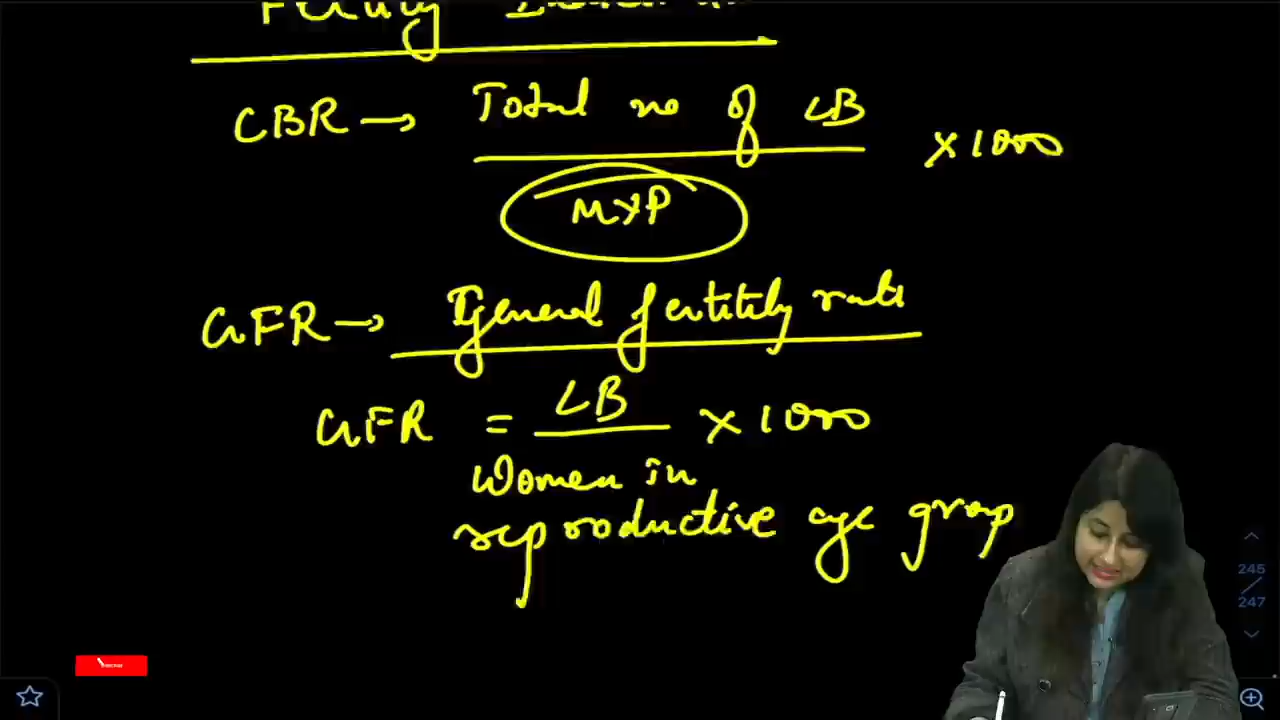 CBR → Total no of LB × 1000
MYP
GFR → General fertility rate
GFR = LB × 1000
Women in
reproductive age group
245
247